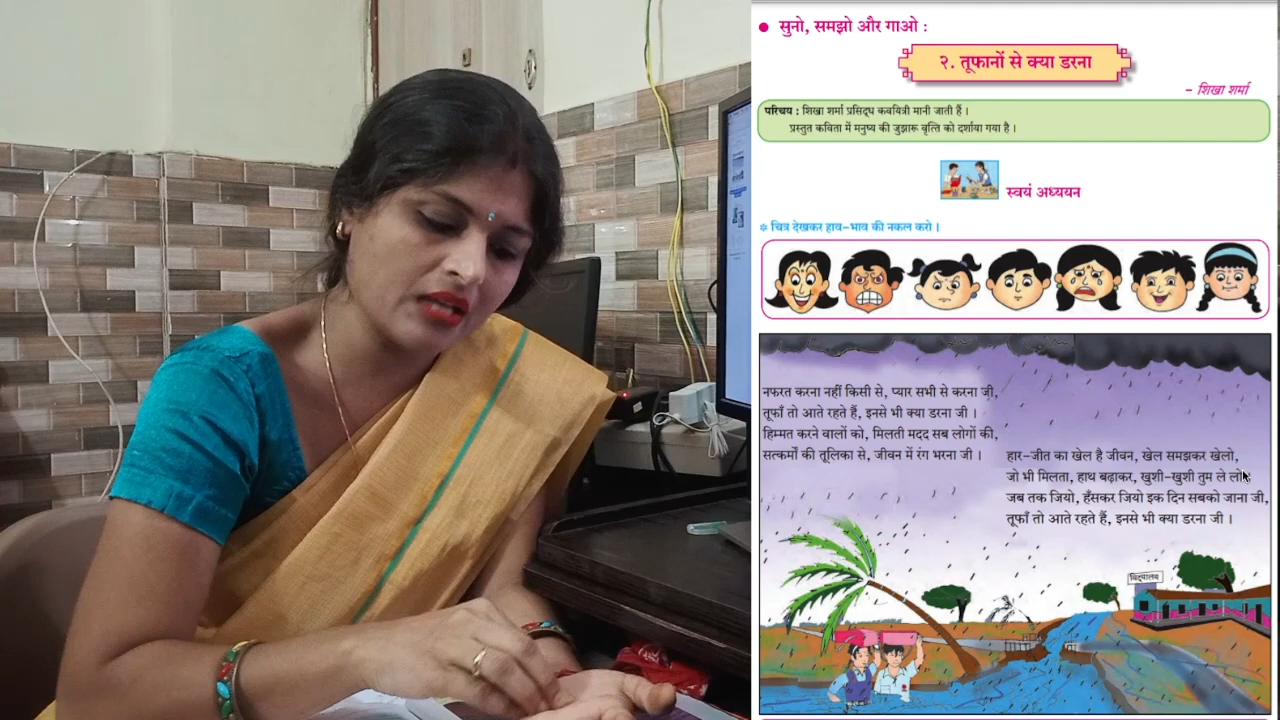 ● सुनो, समझो और गाओ :
२. तूफानों से क्या डरना
– शिखा शर्मा
परिचय : शिखा शर्मा प्रसिद्ध कवयित्री मानी जाती हैं ।
प्रस्तुत कविता में मनुष्य की जुझारू वृत्ति को दर्शाया गया है ।
स्वयं अध्ययन
* चित्र देखकर हाव-भाव की नकल करो ।
नफरत करना नहीं किसी से, प्यार सभी से करना जी,
तूफाँ तो आते रहते हैं, इनसे भी क्या डरना जी ।
हिम्मत करने वालों को, मिलती मदद सब लोगों की,
सत्कर्मों की तूलिका से, जीवन में रंग भरना जी ।
हार-जीत का खेल है जीवन, खेल समझकर खेलो,
जो भी मिलता, हाथ बढ़ाकर, खुशी-खुशी तुम ले लो,
जब तक जियो, हँसकर जियो इक दिन सबको जाना जी,
तूफाँ तो आते रहते हैं, इनसे भी क्या डरना जी ।
विद्यालय